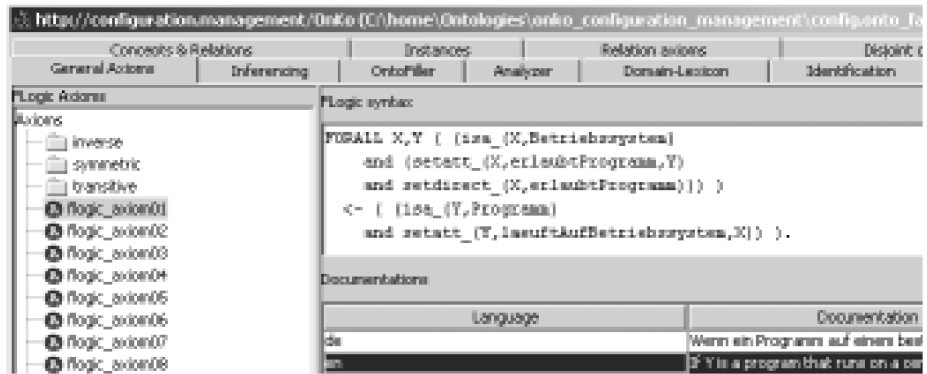 http://configuration.management/OnKo (C:\home\Ontologies\onko_configuration_management\config.onto_fa
Concepts & Relations Instances Relation axioms Disjoint c
General Axioms Inferencing OntoFiller Analyzer Domain-Lexicon Identification
FLogic Axioms
Axioms
inverse
symmetric
transitive
flogic_axiom01
flogic_axiom02
flogic_axiom03
flogic_axiom04
flogic_axiom05
flogic_axiom06
flogic_axiom07
flogic_axiom08
FLogic syntax
FORALL X,Y ( (isa_(X,Betriebssystem)
and (setatt_(X,erlaubtProgramm,Y)
and setdirect_(X,erlaubtProgramm))) )
<- ( (isa_(Y,Programm)
and setatt_(Y,laeuftAufBetriebssystem,X)) ).
Documentations
Language Documentation
de Wenn ein Programm auf einem best
en If Y is a program that runs on a cer